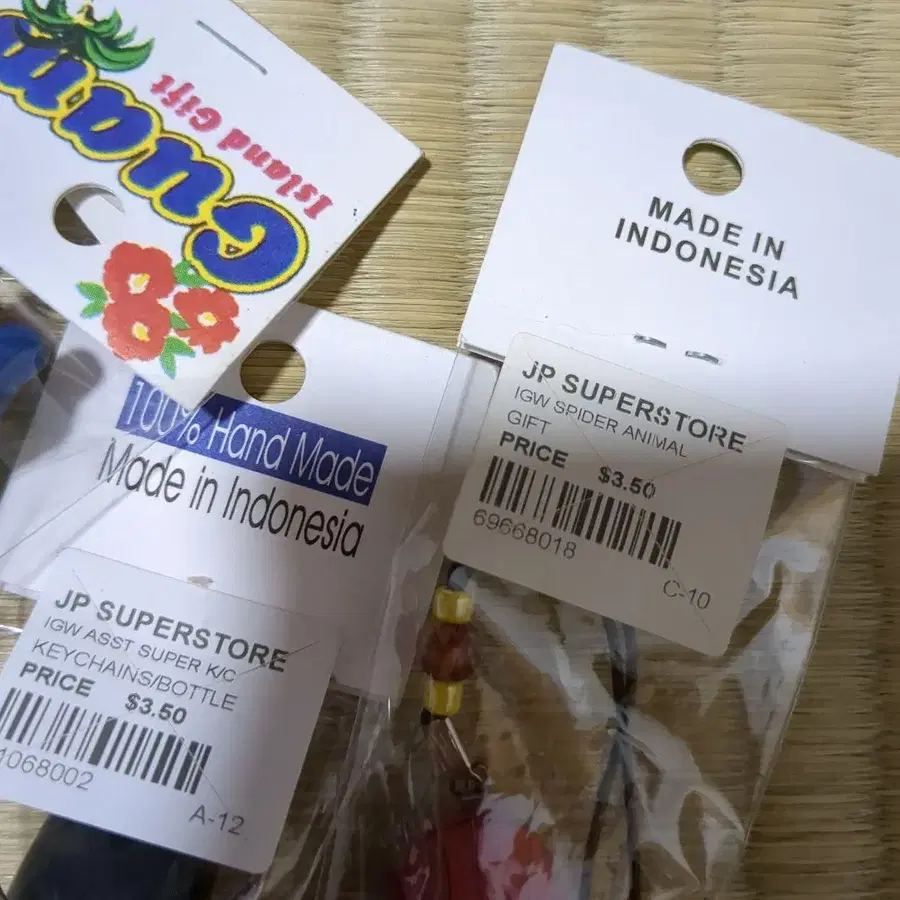 Guam
Island Gift
100% Hand Made
Made in Indonesia
JP SUPERSTORE
IGW ASST SUPER K/C
KEYCHAINS/BOTTLE
PRICE $3.50
1068002
A-12
MADE IN
INDONESIA
JP SUPERSTORE
IGW SPIDER ANIMAL
GIFT
PRICE $3.50
69668018
C-10